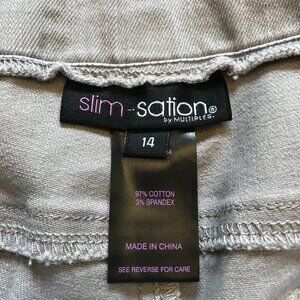 slim-sation®
by MULTIPLES®
14
97% COTTON
3% SPANDEX
MADE IN CHINA
SEE REVERSE FOR CARE